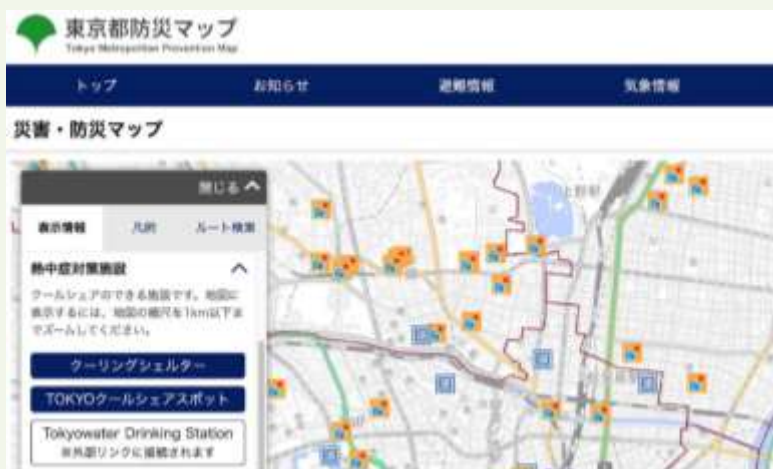 東京都防災マップ
Tokyo Metropolitan Prevention Map
トップ
お知らせ
避難情報
気象情報
災害・防災マップ
閉じる
表示情報
凡例
ルート検索
熱中症対策施設
クールシェアのできる施設です。地図に
表示するには、地図の縮尺を1km以下ま
でズームしてください。
クーリングシェルター
TOKYOクールシェアスポット
Tokyowater Drinking Station
※外部リンクに接続されます
上野駅